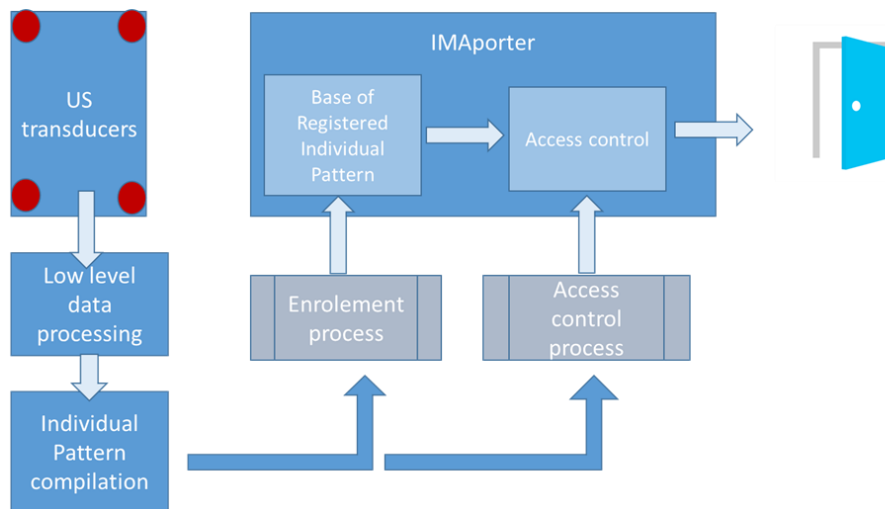 US
transducers
Low level
data
processing
Individual
Pattern
compilation
IMAporter
Base of
Registered
Individual
Pattern
Access control
Enrolement
process
Access
control
process